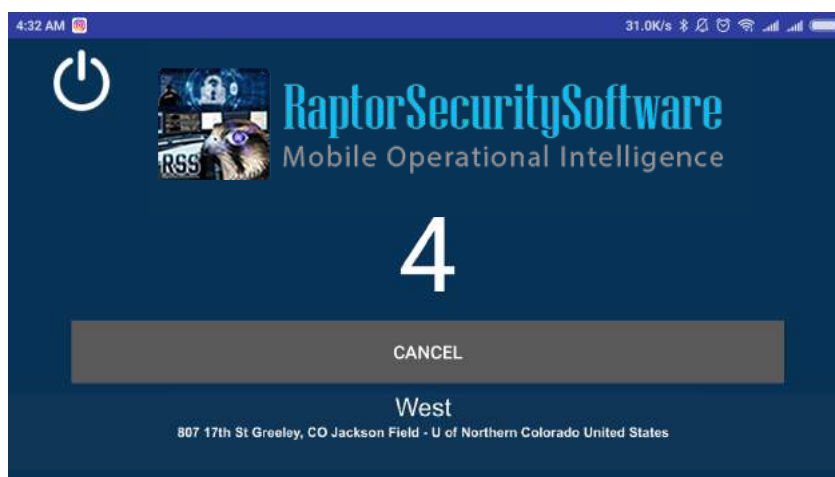 4:32 AM 31.0K/s
RSS
RaptorSecuritySoftware
Mobile Operational Intelligence
4
CANCEL
West
807 17th St Greeley, CO Jackson Field - U of Northern Colorado United States